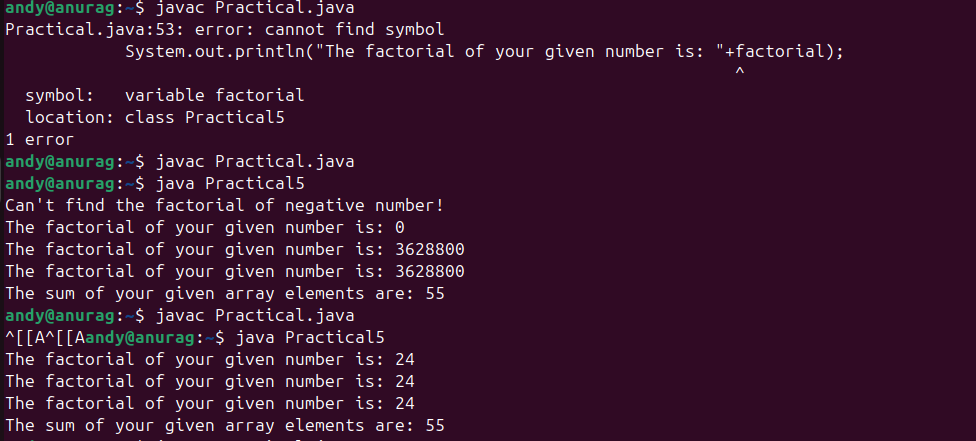 andy@anurag:~$ javac Practical.java
Practical.java:53: error: cannot find symbol
            System.out.println("The factorial of your given number is: "+factorial);
                                                                         ^
  symbol:   variable factorial
  location: class Practical5
1 error
andy@anurag:~$ javac Practical.java
andy@anurag:~$ java Practical5
Can't find the factorial of negative number!
The factorial of your given number is: 0
The factorial of your given number is: 3628800
The factorial of your given number is: 3628800
The sum of your given array elements are: 55
andy@anurag:~$ javac Practical.java
^[[A^[[Aandy@anurag:~$ java Practical5
The factorial of your given number is: 24
The factorial of your given number is: 24
The factorial of your given number is: 24
The sum of your given array elements are: 55